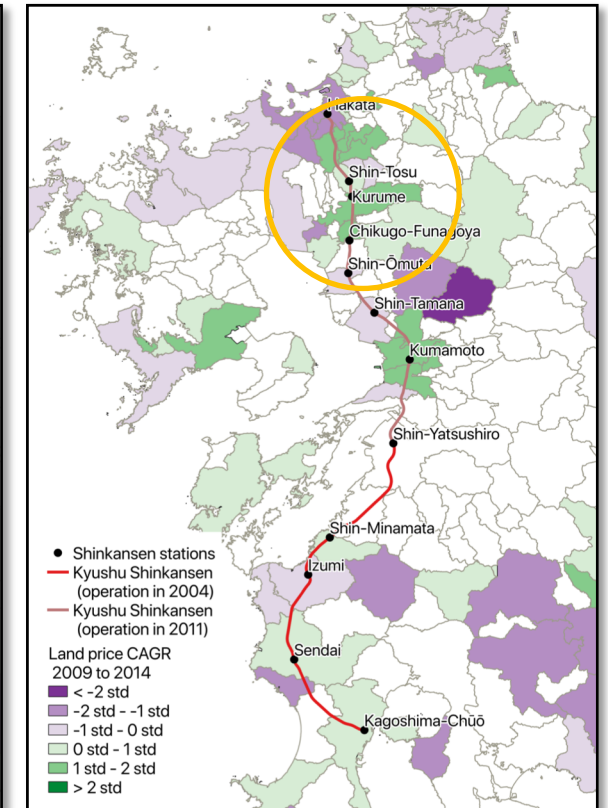 Hakata
Shin-Tosu
Kurume
Chikugo-Funagoya
Shin-Ōmuta
Shin-Tamana
Kumamoto
Shin-Yatsushiro
Shin-Minamata
Izumi
Sendai
Kagoshima-Chūō
Shinkansen stations
Kyushu Shinkansen
(operation in 2004)
Kyushu Shinkansen
(operation in 2011)
Land price CAGR
2009 to 2014
< -2 std
-2 std - -1 std
-1 std - 0 std
0 std - 1 std
1 std - 2 std
> 2 std